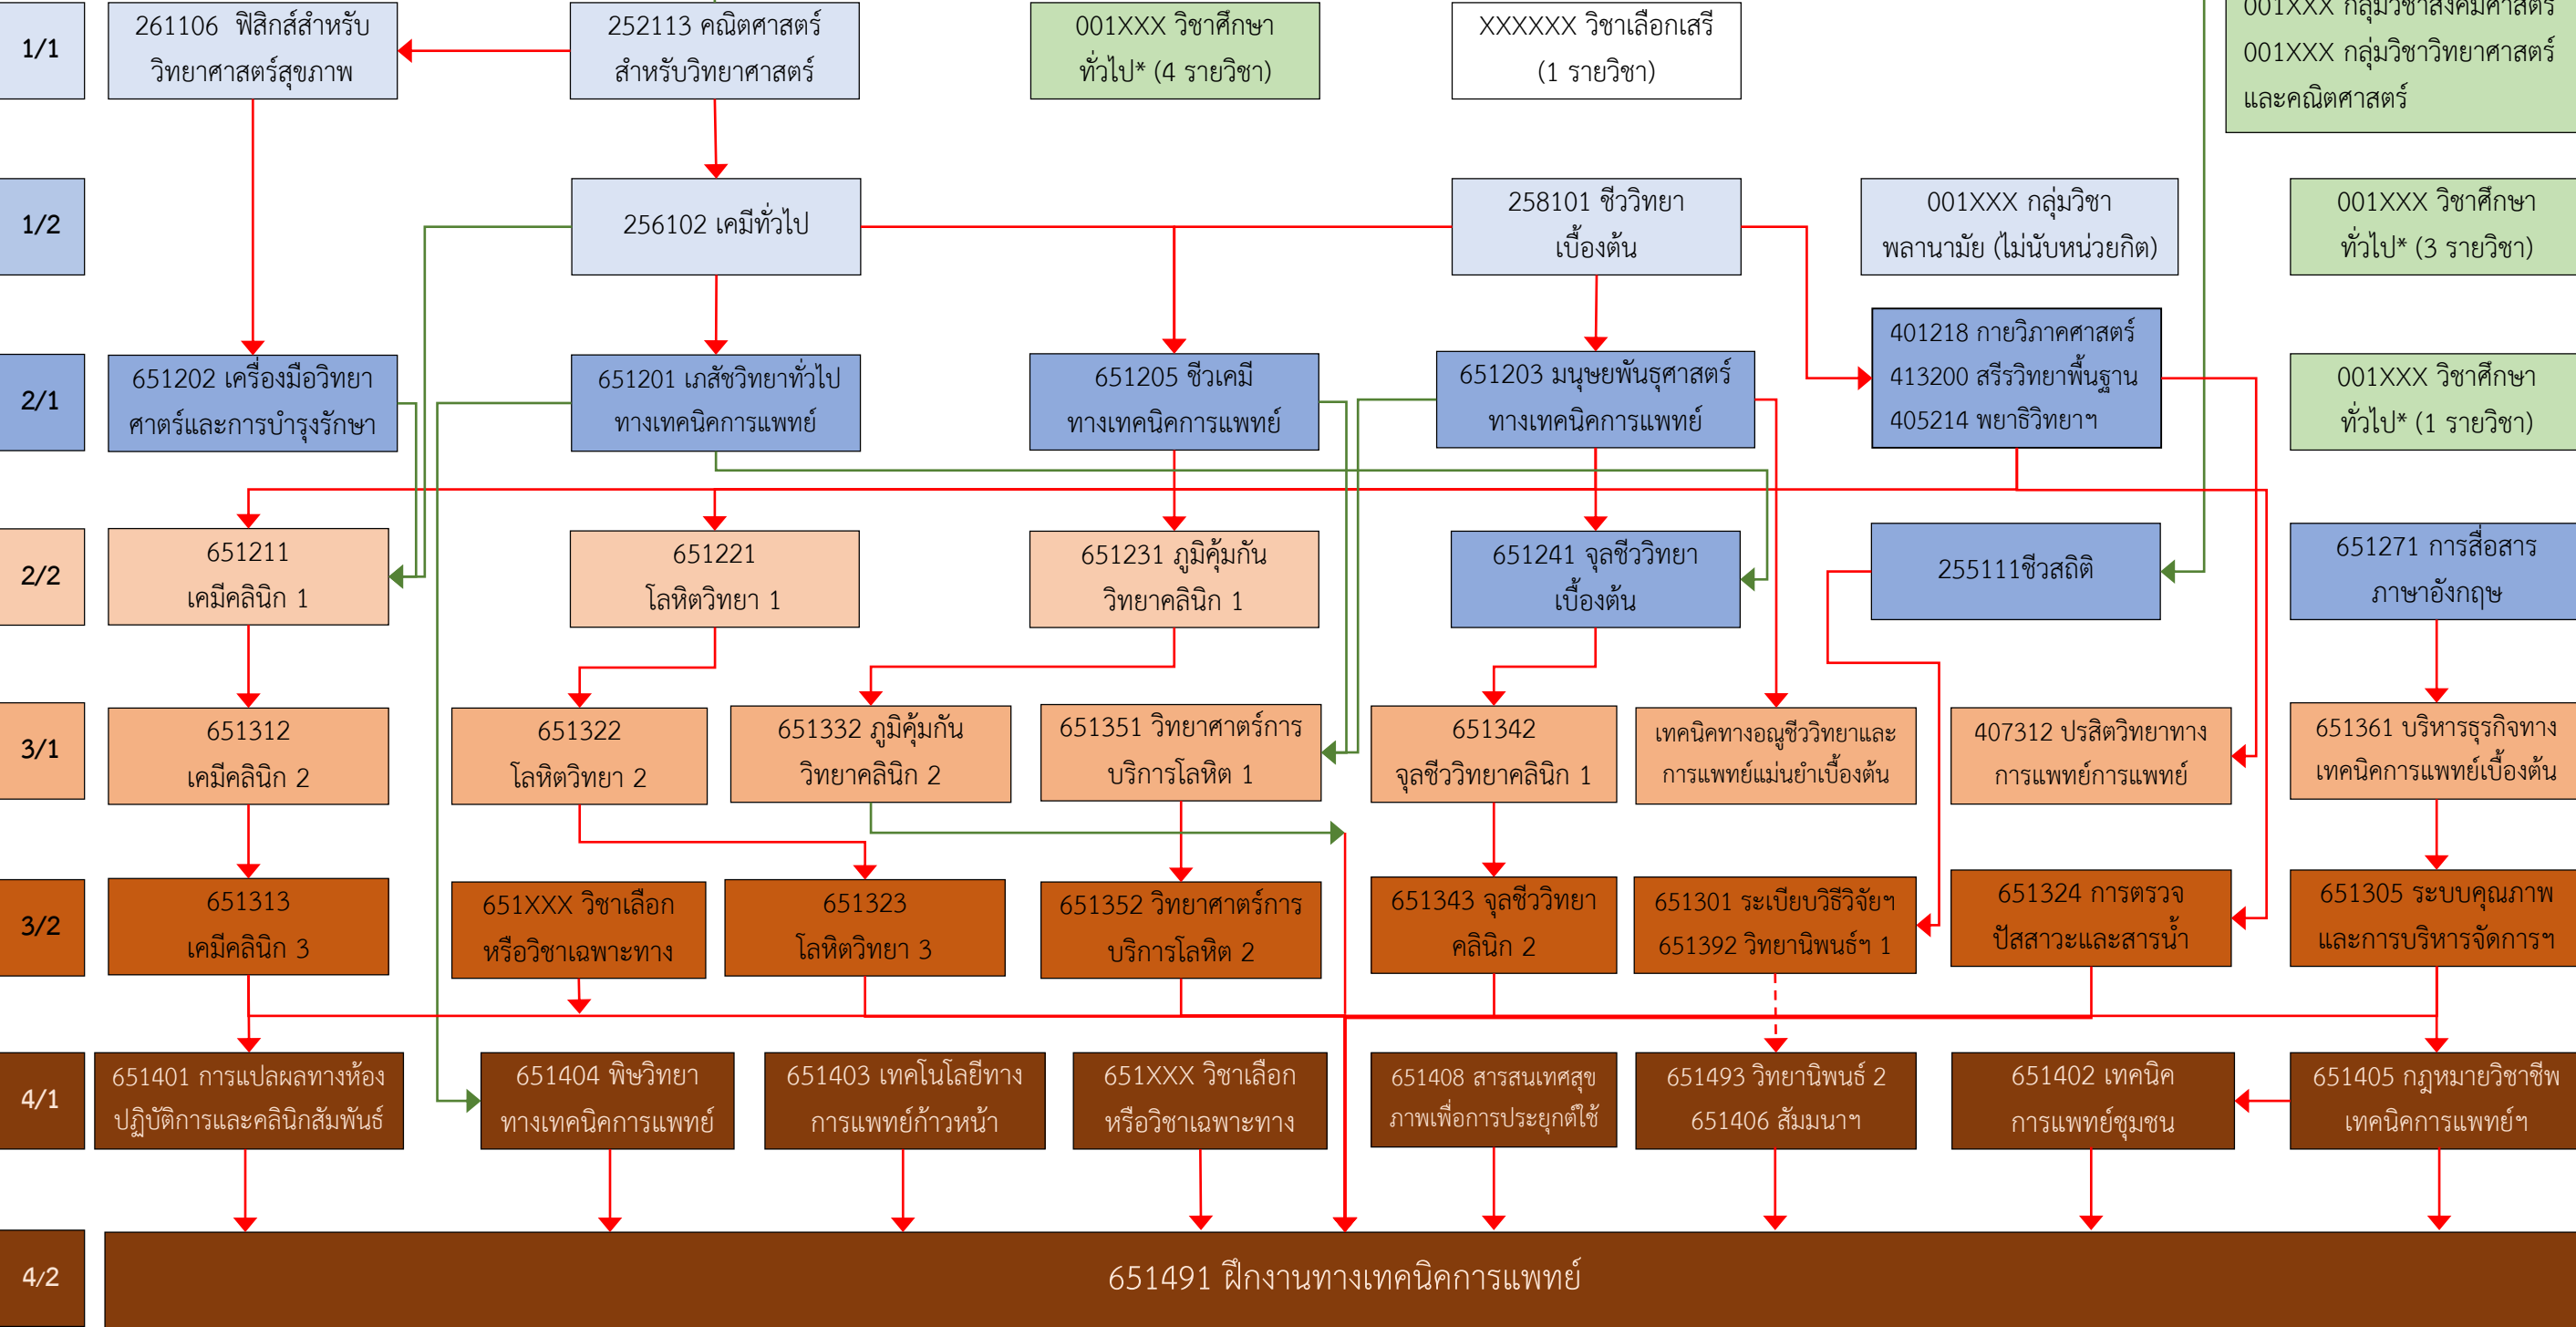 1/1
261106 ฟิสิกส์สำหรับ
วิทยาศาสตร์สุขภาพ
252113 คณิตศาสตร์
สำหรับวิทยาศาสตร์
001XXX วิชาศึกษา
ทั่วไป* (4 รายวิชา)
XXXXXX วิชาเลือกเสรี
(1 รายวิชา)
001XXX กลุ่มวิชาสังคมศาสตร์
001XXX กลุ่มวิชาวิทยาศาสตร์
และคณิตศาสตร์
1/2
256102 เคมีทั่วไป
258101 ชีววิทยา
เบื้องต้น
001XXX กลุ่มวิชา
พลานามัย (ไม่นับหน่วยกิต)
001XXX วิชาศึกษา
ทั่วไป* (3 รายวิชา)
2/1
651202 เครื่องมือวิทยา
ศาตร์และการบำรุงรักษา
651201 เภสัชวิทยาทั่วไป
ทางเทคนิคการแพทย์
651205 ชีวเคมี
ทางเทคนิคการแพทย์
651203 มนุษยพันธุศาสตร์
ทางเทคนิคการแพทย์
401218 กายวิภาคศาสตร์
413200 สรีรวิทยาพื้นฐาน
405214 พยาธิวิทยาฯ
001XXX วิชาศึกษา
ทั่วไป* (1 รายวิชา)
2/2
651211
เคมีคลินิก 1
651221
โลหิตวิทยา 1
651231 ภูมิคุ้มกัน
วิทยาคลินิก 1
651241 จุลชีววิทยา
เบื้องต้น
255111ชีวสถิติ
651271 การสื่อสาร
ภาษาอังกฤษ
3/1
651312
เคมีคลินิก 2
651322
โลหิตวิทยา 2
651332 ภูมิคุ้มกัน
วิทยาคลินิก 2
651351 วิทยาศาตร์การ
บริการโลหิต 1
651342
จุลชีววิทยาคลินิก 1
เทคนิคทางอณูชีววิทยาและ
การแพทย์แม่นยำเบื้องต้น
407312 ปรสิตวิทยาทาง
การแพทย์การแพทย์
651361 บริหารธุรกิจทาง
เทคนิคการแพทย์เบื้องต้น
3/2
651313
เคมีคลินิก 3
651XXX วิชาเลือก
หรือวิชาเฉพาะทาง
651323
โลหิตวิทยา 3
651352 วิทยาศาตร์การ
บริการโลหิต 2
651343 จุลชีววิทยา
คลินิก 2
651301 ระเบียบวิธีวิจัยฯ
651392 วิทยานิพนธ์ฯ 1
651324 การตรวจ
ปัสสาวะและสารน้ำ
651305 ระบบคุณภาพ
และการบริหารจัดการฯ
4/1
651401 การแปลผลทางห้อง
ปฏิบัติการและคลินิกสัมพันธ์
651404 พิษวิทยา
ทางเทคนิคการแพทย์
651403 เทคโนโลยีทาง
การแพทย์ก้าวหน้า
651XXX วิชาเลือก
หรือวิชาเฉพาะทาง
651408 สารสนเทศสุข
ภาพเพื่อการประยุกต์ใช้
651493 วิทยานิพนธ์ 2
651406 สัมมนาฯ
651402 เทคนิค
การแพทย์ชุมชน
651405 กฎหมายวิชาชีพ
เทคนิคการแพทย์ฯ
4/2
651491 ฝึกงานทางเทคนิคการแพทย์